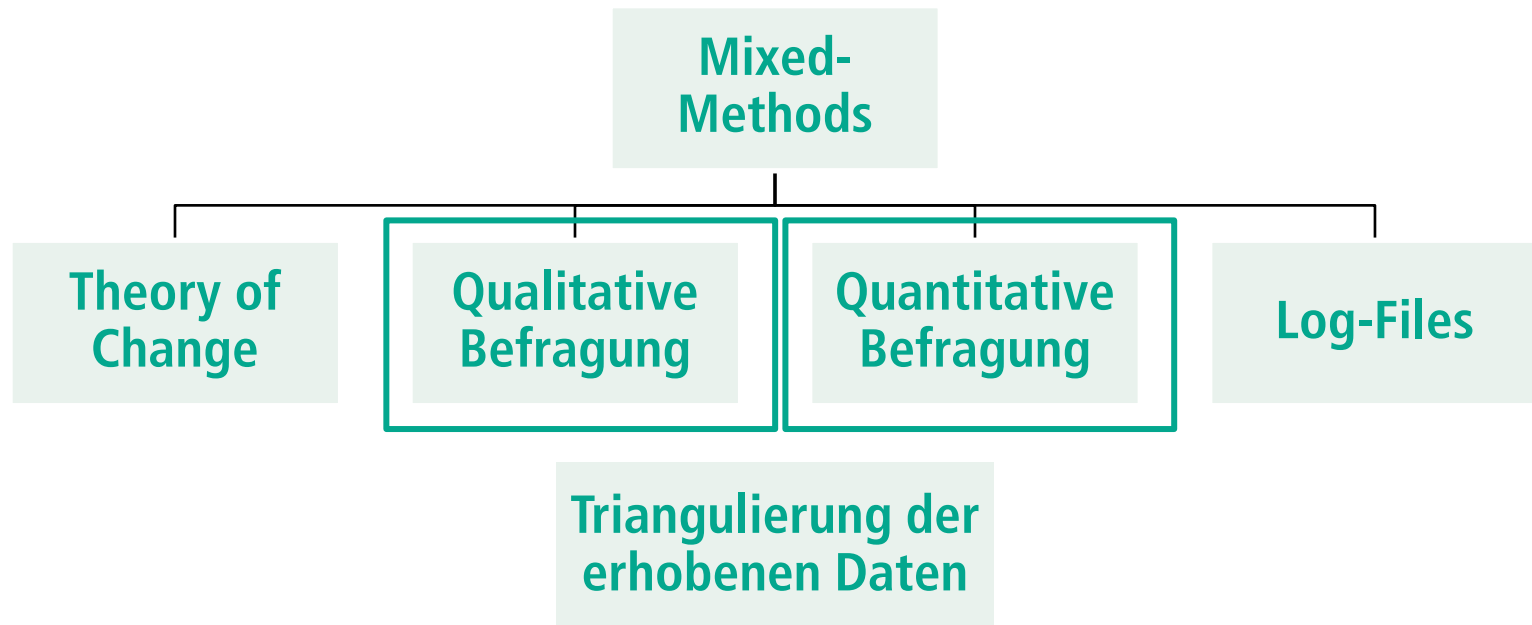 Mixed-
Methods
Theory of
Change
Qualitative
Befragung
Quantitative
Befragung
Log-Files
Triangulierung der
erhobenen Daten